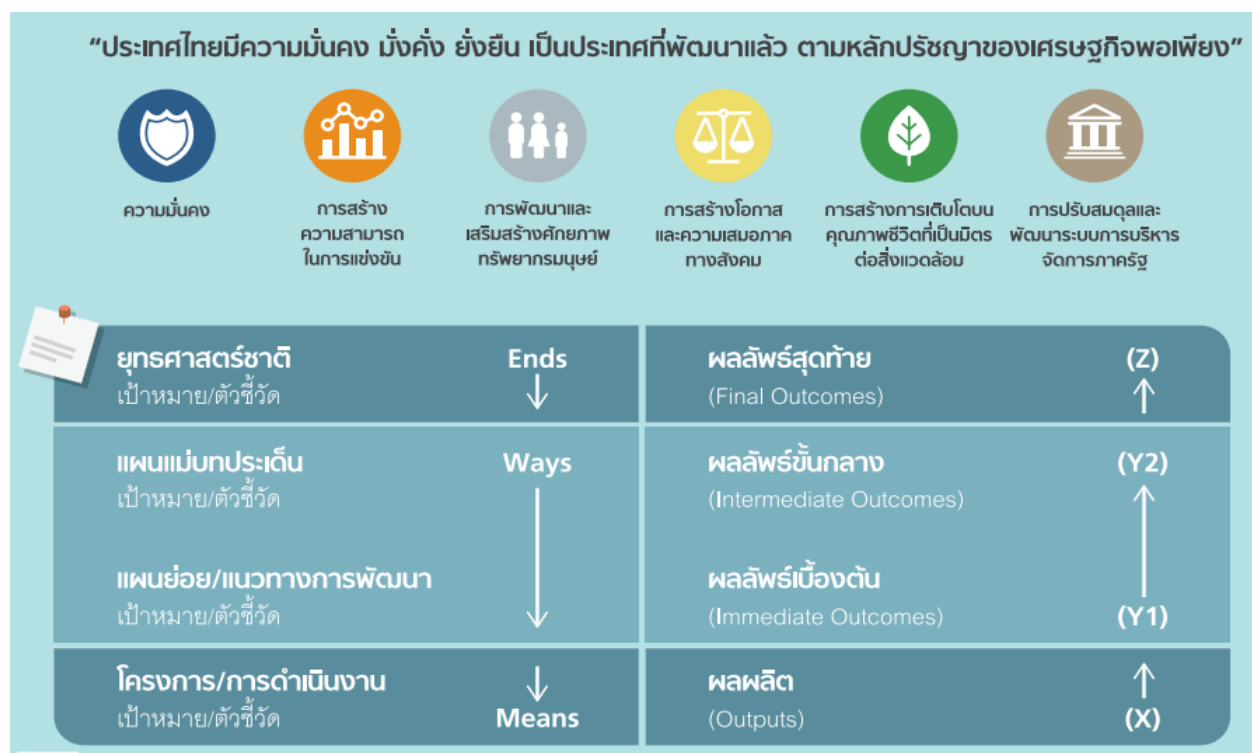 “ประเทศไทยมีความมั่นคง มั่งคั่ง ยั่งยืน เป็นประเทศที่พัฒนาแล้ว ตามหลักปรัชญาของเศรษฐกิจพอเพียง”
ความมั่นคง
การสร้าง
ความสามารถ
ในการแข่งขัน
การพัฒนาและ
เสริมสร้างศักยภาพ
ทรัพยากรมนุษย์
การสร้างโอกาส
และความเสมอภาค
ทางสังคม
การสร้างการเติบโตบน
คุณภาพชีวิตที่เป็นมิตร
ต่อสิ่งแวดล้อม
การปรับสมดุลและ
พัฒนาระบบการบริหาร
จัดการภาครัฐ
ยุทธศาสตร์ชาติ Ends
เป้าหมาย/ตัวชี้วัด
ผลลัพธ์สุดท้าย (Z)
(Final Outcomes)
แผนแม่บทประเด็น Ways
เป้าหมาย/ตัวชี้วัด
ผลลัพธ์ขั้นกลาง (Y2)
(Intermediate Outcomes)
แผนย่อย/แนวทางการพัฒนา
เป้าหมาย/ตัวชี้วัด
ผลลัพธ์เบื้องต้น
(Immediate Outcomes) (Y1)
โครงการ/การดำเนินงาน
เป้าหมาย/ตัวชี้วัด Means
ผลผลิต
(Outputs) (X)